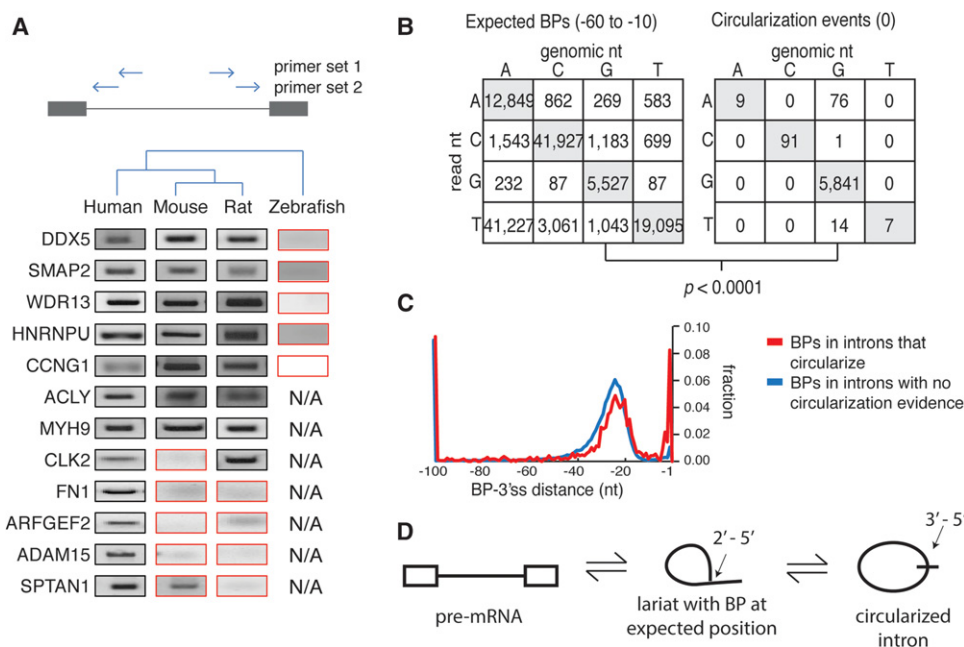 A
primer set 1
primer set 2
Human Mouse Rat Zebrafish
DDX5
SMAP2
WDR13
HNRNPU
CCNG1
ACLY N/A
MYH9 N/A
CLK2 N/A
FN1 N/A
ARFGEF2 N/A
ADAM15 N/A
SPTAN1 N/A
B
Expected BPs (-60 to -10) Circularization events (0)
genomic nt genomic nt
A C G T A C G T
read nt
A 12,849 862 269 583 A 9 0 76 0
C 1,543 41,927 1,183 699 C 0 91 1 0
G 232 87 5,527 87 G 0 0 5,841 0
T 41,227 3,061 1,043 19,095 T 0 0 14 7
p < 0.0001
C
0.10
0.08
0.06
0.04
0.02
0.00
fraction
-100 -80 -60 -40 -20 -1
BP-3'ss distance (nt)
BPs in introns that
circularize
BPs in introns with no
circularization evidence
D
2' - 5'
3' - 5'
pre-mRNA
lariat with BP at
expected position
circularized
intron